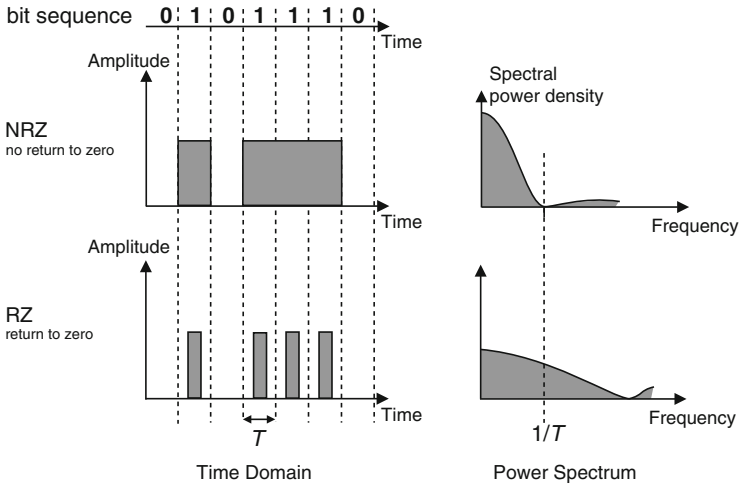 bit sequence 0 1 0 1 1 1 0
Time
Amplitude
NRZ
no return to zero
Time
Spectral
power density
Frequency
Amplitude
RZ
return to zero
Time
T
Frequency
1/T
Time Domain
Power Spectrum